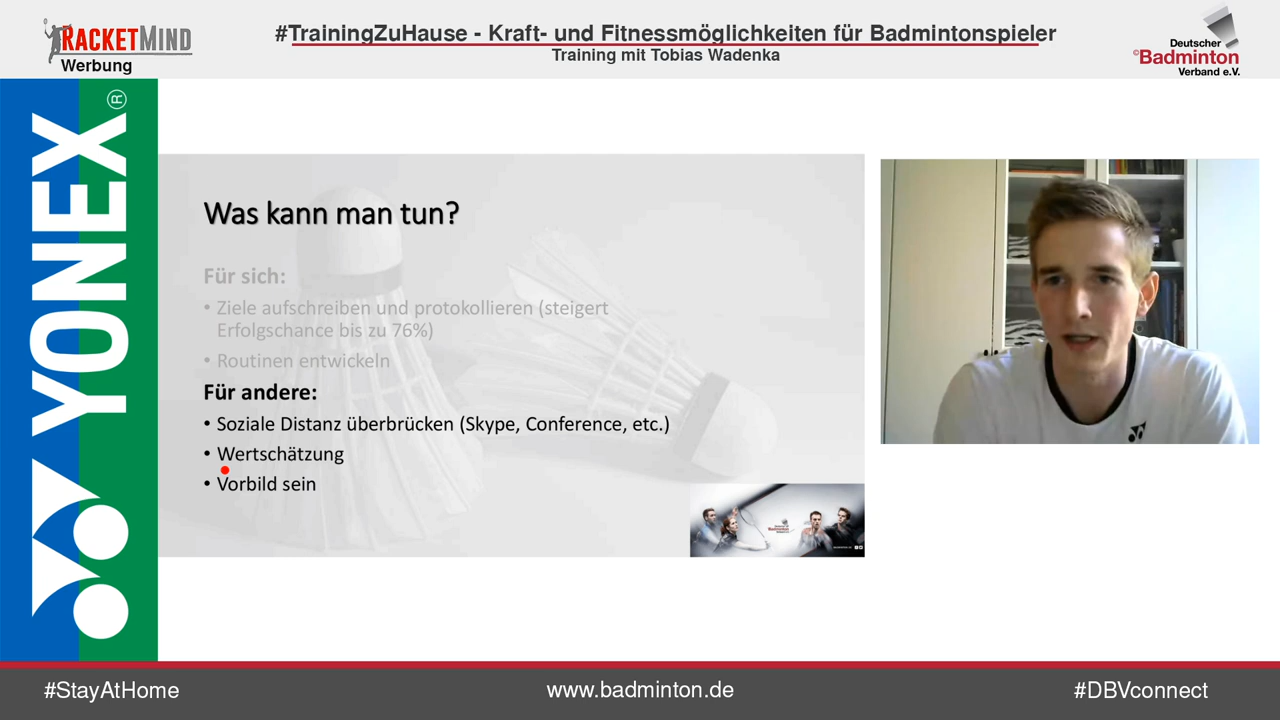 RACKETMIND
Werbung
#TrainingZuHause - Kraft- und Fitnessmöglichkeiten für Badmintonspieler
Training mit Tobias Wadenka
Deutscher
©Badminton
Verband e.V.
YONEX®
Was kann man tun?
Für sich:
• Ziele aufschreiben und protokollieren (steigert
Erfolgschance bis zu 76%)
• Routinen entwickeln
Für andere:
• Soziale Distanz überbrücken (Skype, Conference, etc.)
• Wertschätzung
• Vorbild sein
Badminton
#StayAtHome
www.badminton.de
#DBVconnect